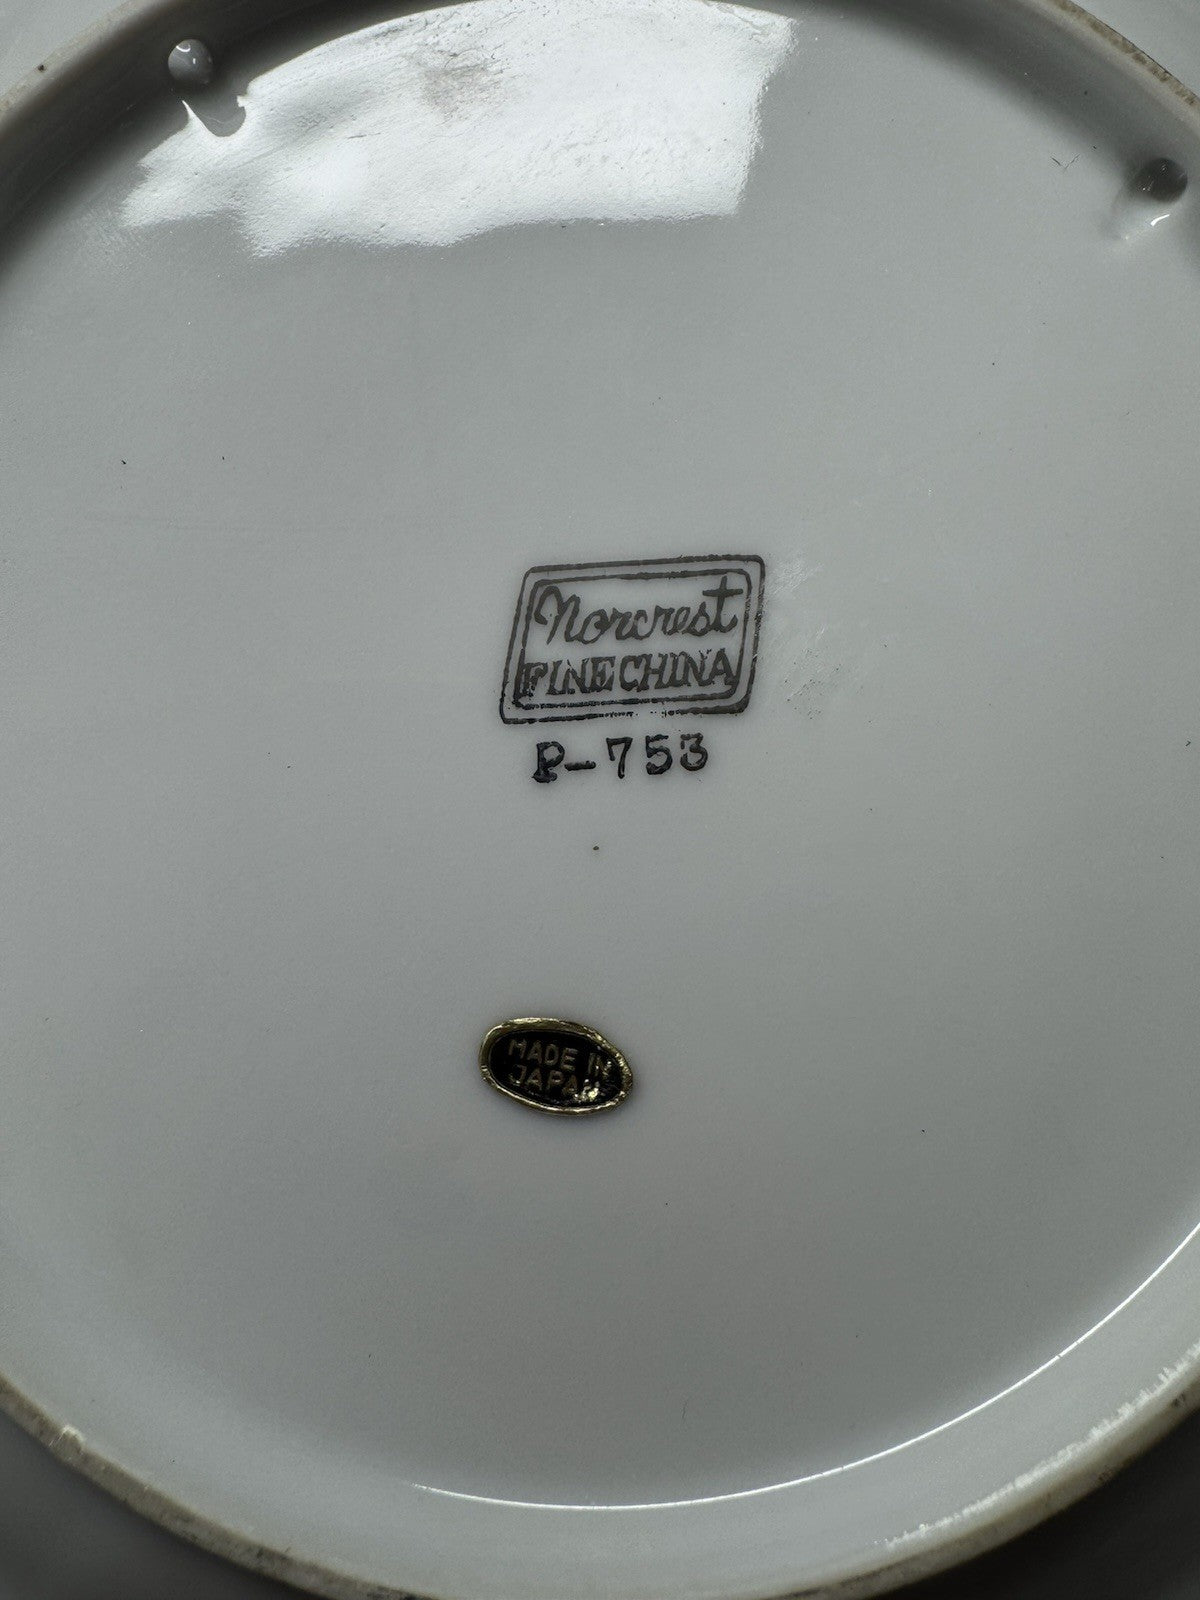 Norcrest
FINE CHINA
P-753
MADE IN
JAPAN